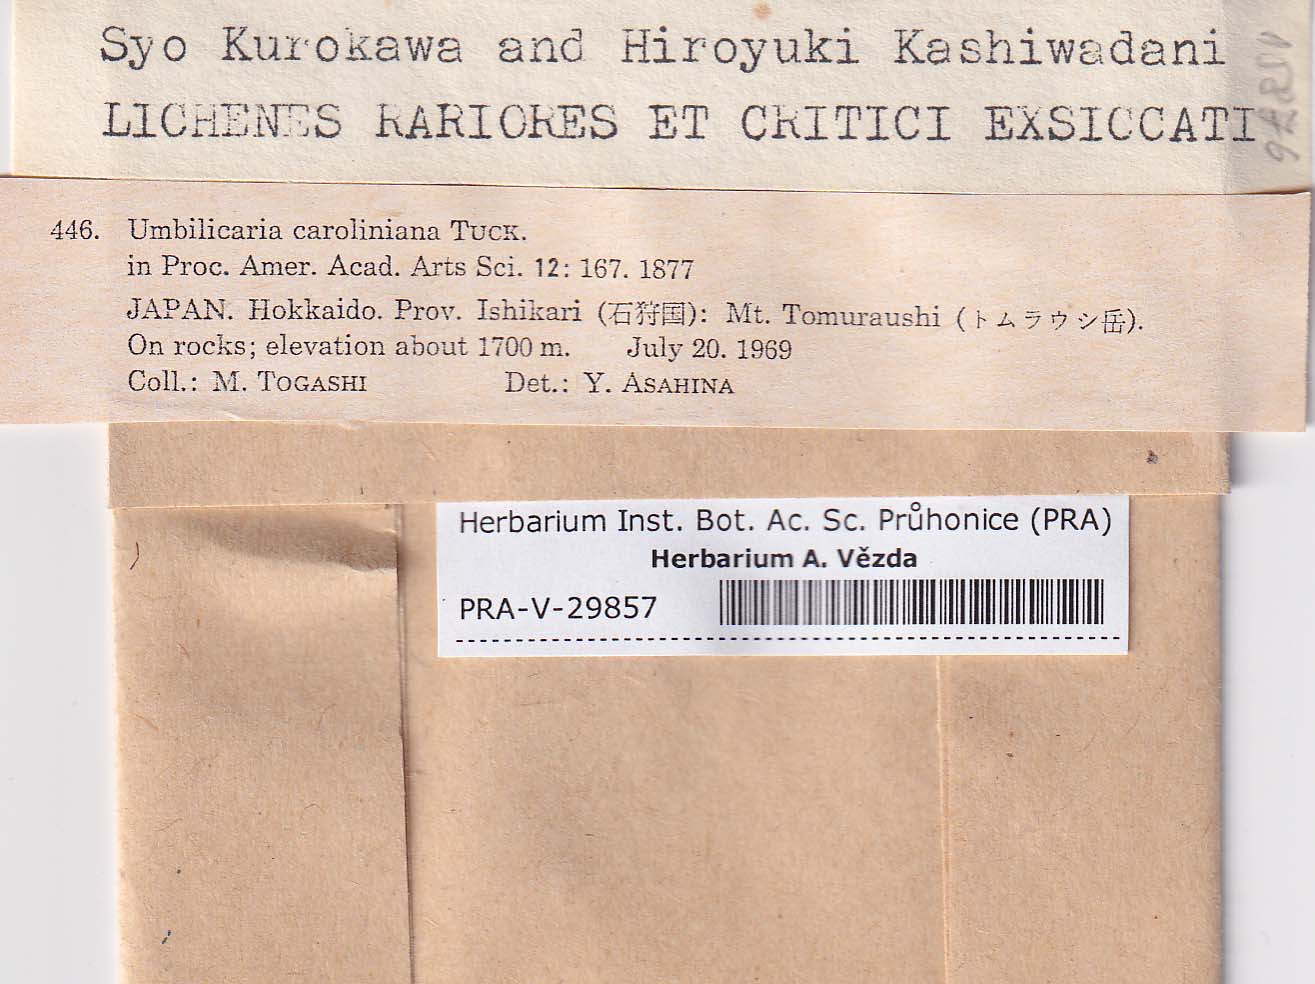 Syo Kurokawa and Hiroyuki Kashiwadani
LICHENES RARIORES ET CRITICI EXSICCATI
446. Umbilicaria caroliniana TUCK.
in Proc. Amer. Acad. Arts Sci. 12: 167. 1877
JAPAN. Hokkaido. Prov. Ishikari (石狩国): Mt. Tomuraushi (トムラウシ岳).
On rocks; elevation about 1700 m. July 20. 1969
Coll.: M. TOGASHI Det.: Y. ASAHINA
Herbarium Inst. Bot. Ac. Sc. Průhonice (PRA)
Herbarium A. Vězda
PRA-V-29857